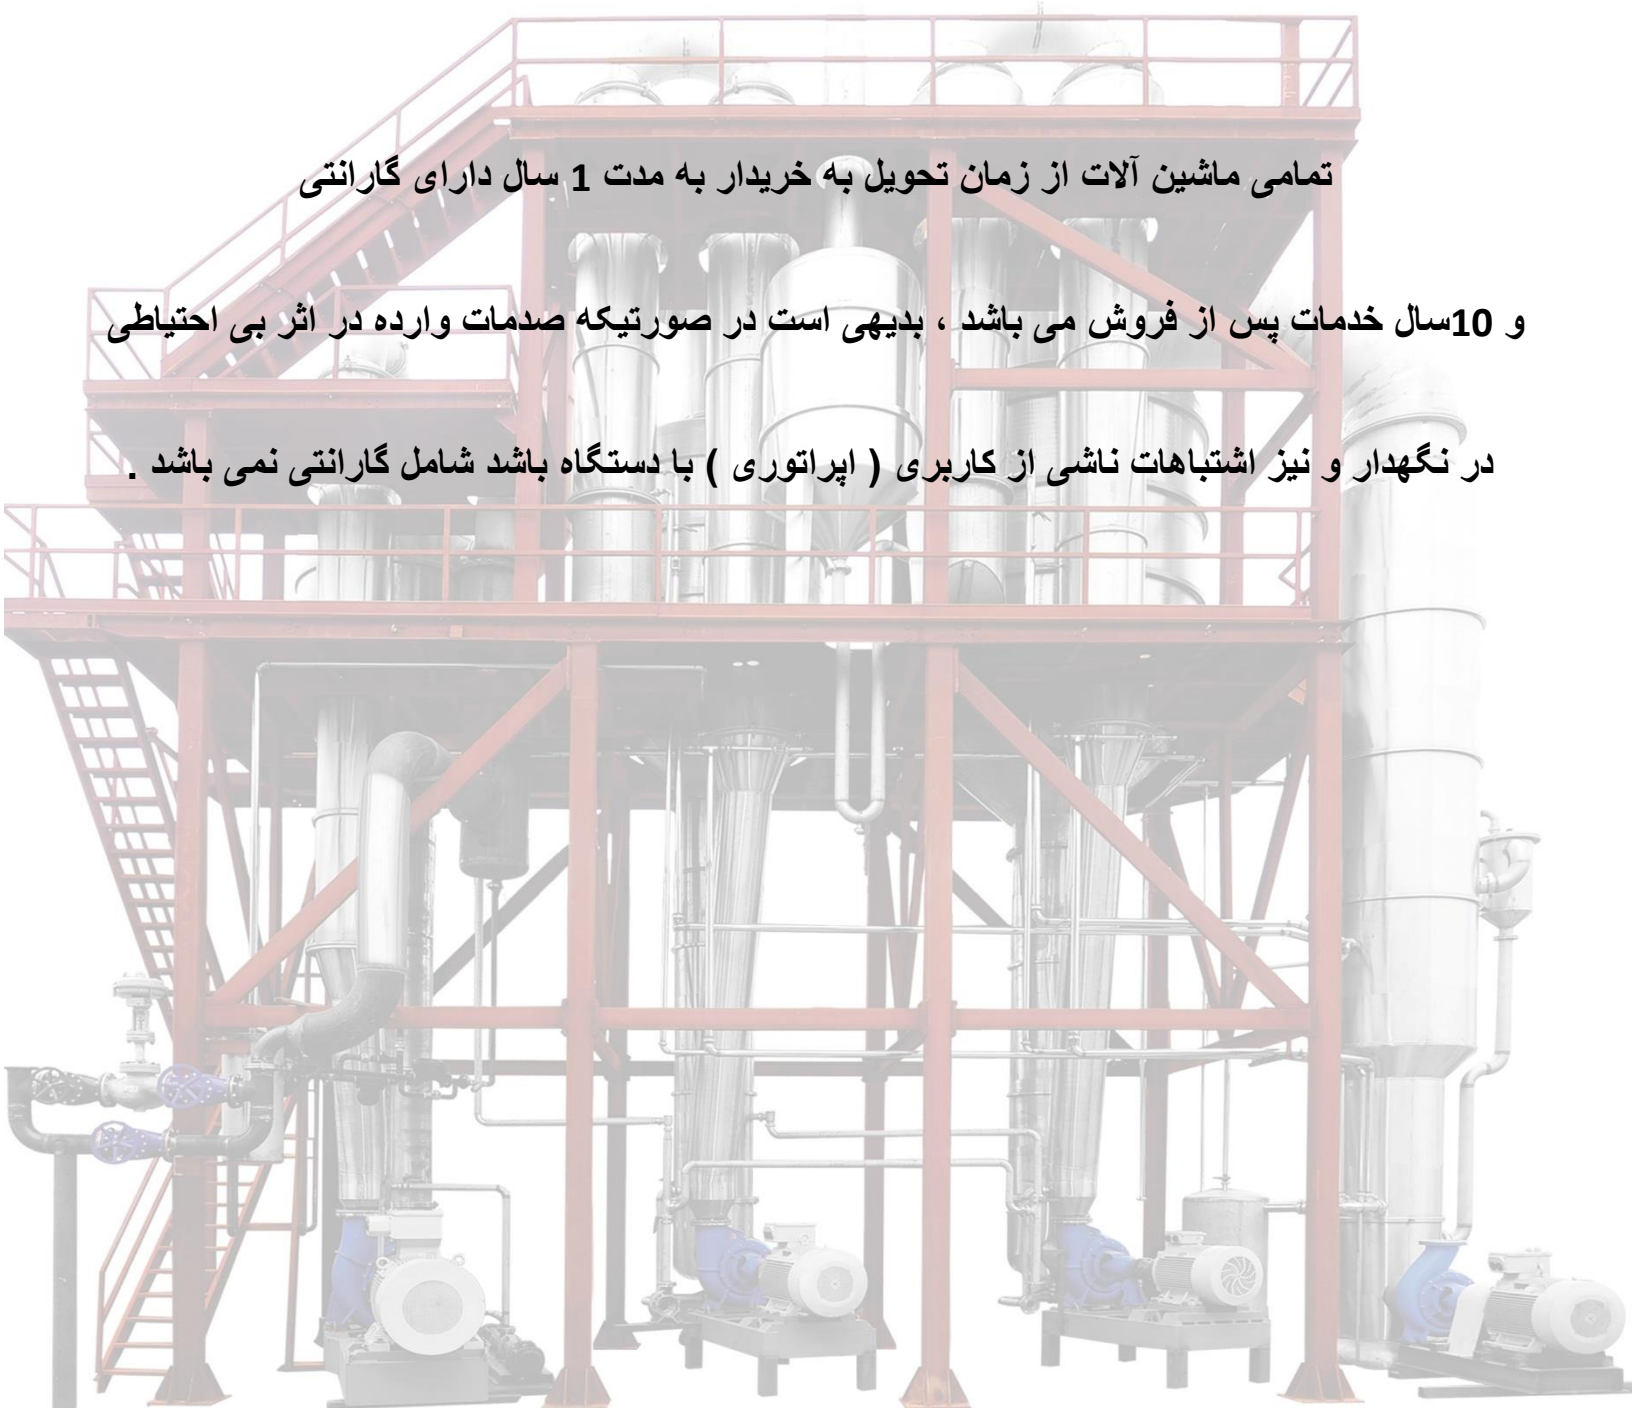 تمامی ماشین آلات از زمان تحویل به خریدار به مدت 1 سال دارای گارانتی
و 10سال خدمات پس از فروش می باشد ، بدیهی است در صورتیکه صدمات وارده در اثر بی احتیاطی
در نگهدار و نیز اشتباهات ناشی از کاربری ( اپراتوری ) با دستگاه باشد شامل گارانتی نمی باشد .